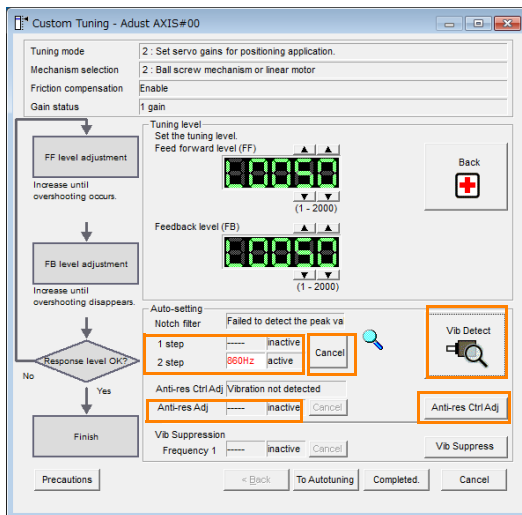 Custom Tuning - Adust AXIS#00
Tuning mode 2 : Set servo gains for positioning application.
Mechanism selection 2 : Ball screw mechanism or linear motor
Friction compensation Enable
Gain status 1 gain
FF level adjustment
Increase until
overshooting occurs.
FB level adjustment
Increase until
overshooting disappears.
Response level OK?
No
Yes
Finish
Tuning level
Set the tuning level.
Feed forward level (FF)
L0050
(1 - 2000)
Feedback level (FB)
L0050
(1 - 2000)
Back
Auto-setting
Notch filter Failed to detect the peak va
1 step ----- inactive
2 step 860Hz active
Cancel
Vib Detect
Anti-res Ctrl Adj Vibration not detected
Anti-res Adj ----- inactive Cancel
Anti-res Ctrl Adj
Vib Suppression
Frequency 1 ----- inactive Cancel
Vib Suppress
Precautions
< Back
To Autotuning
Completed.
Cancel